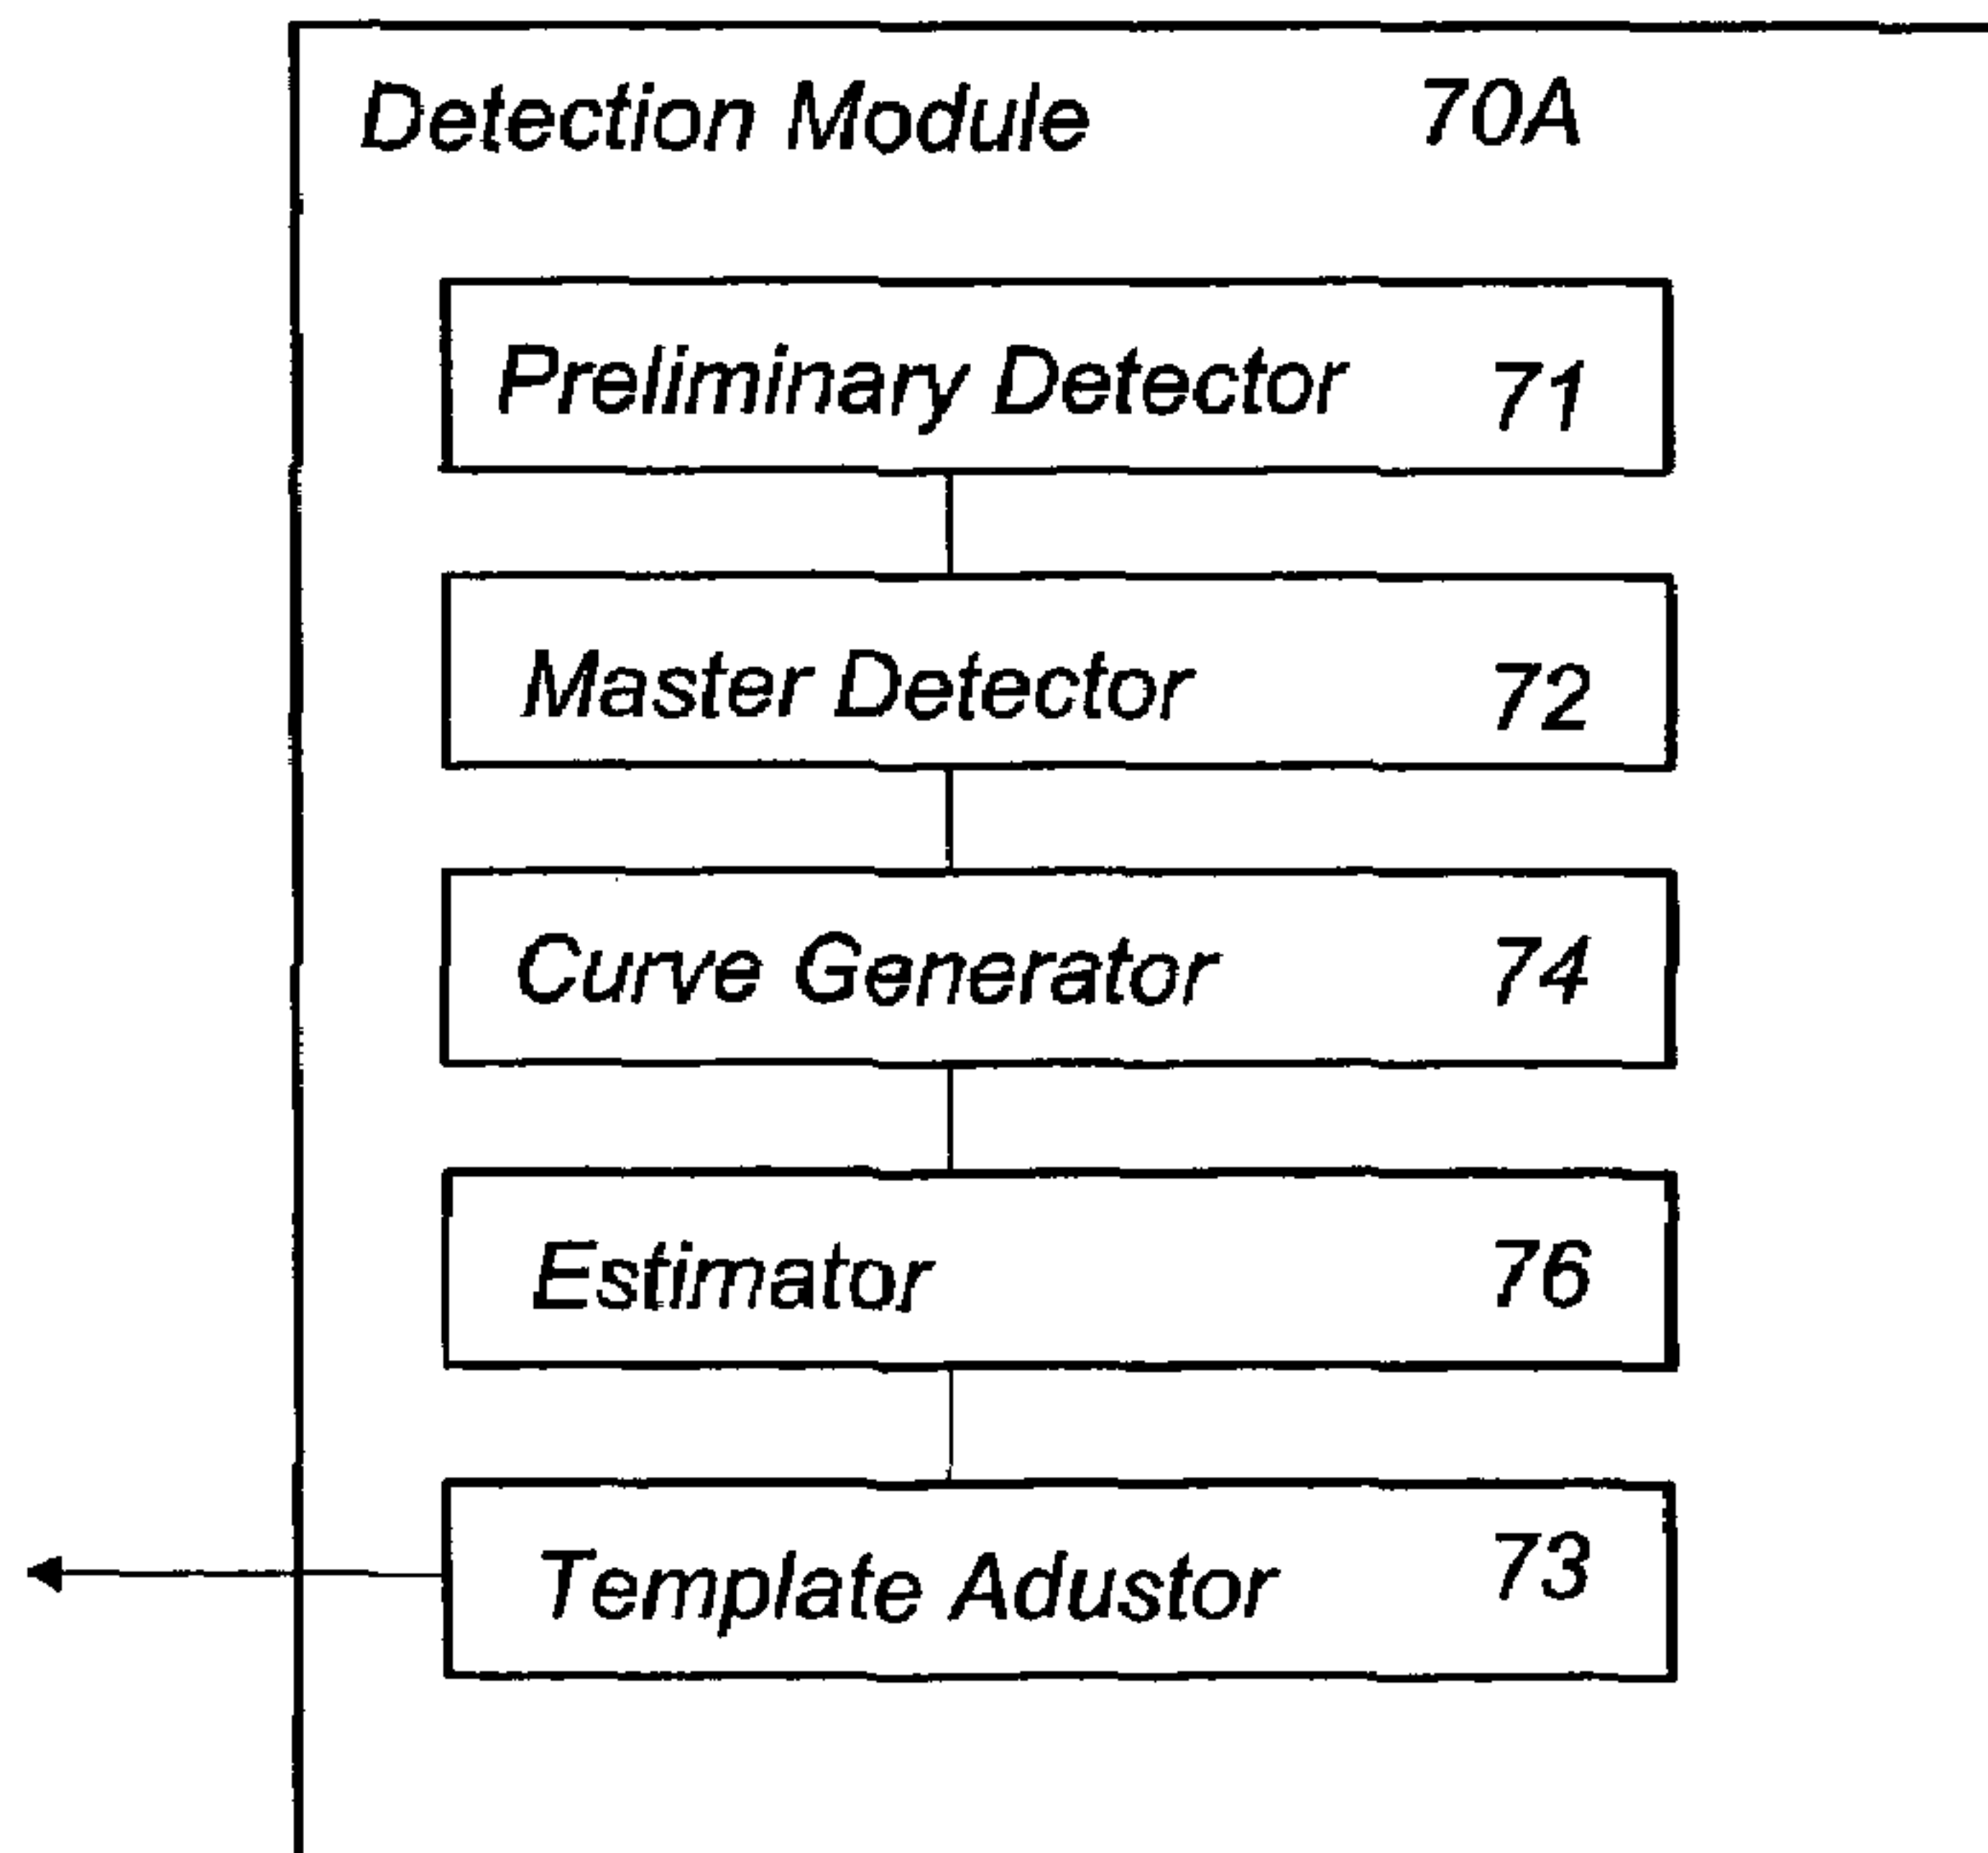 Detection Module 70A
Preliminary Detector 71
Master Detector 72
Curve Generator 74
Estimator 76
Template Adustor 73